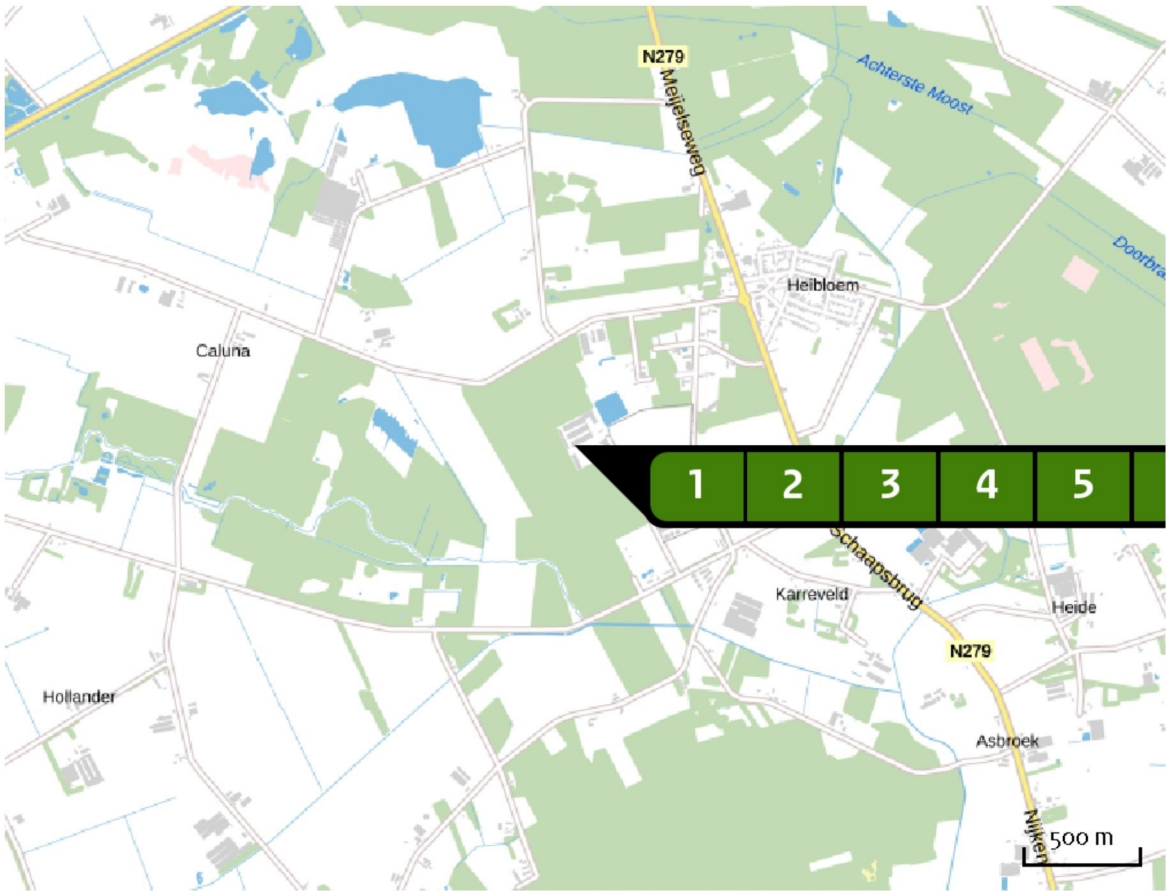 N279
Meijelseweg
Achterste Moost
Doorbra
Heibloem
Caluna
1 2 3 4 5
Schaapsbrug
Karreveld
Heide
N279
Hollander
Asbroek
Nijken
500 m